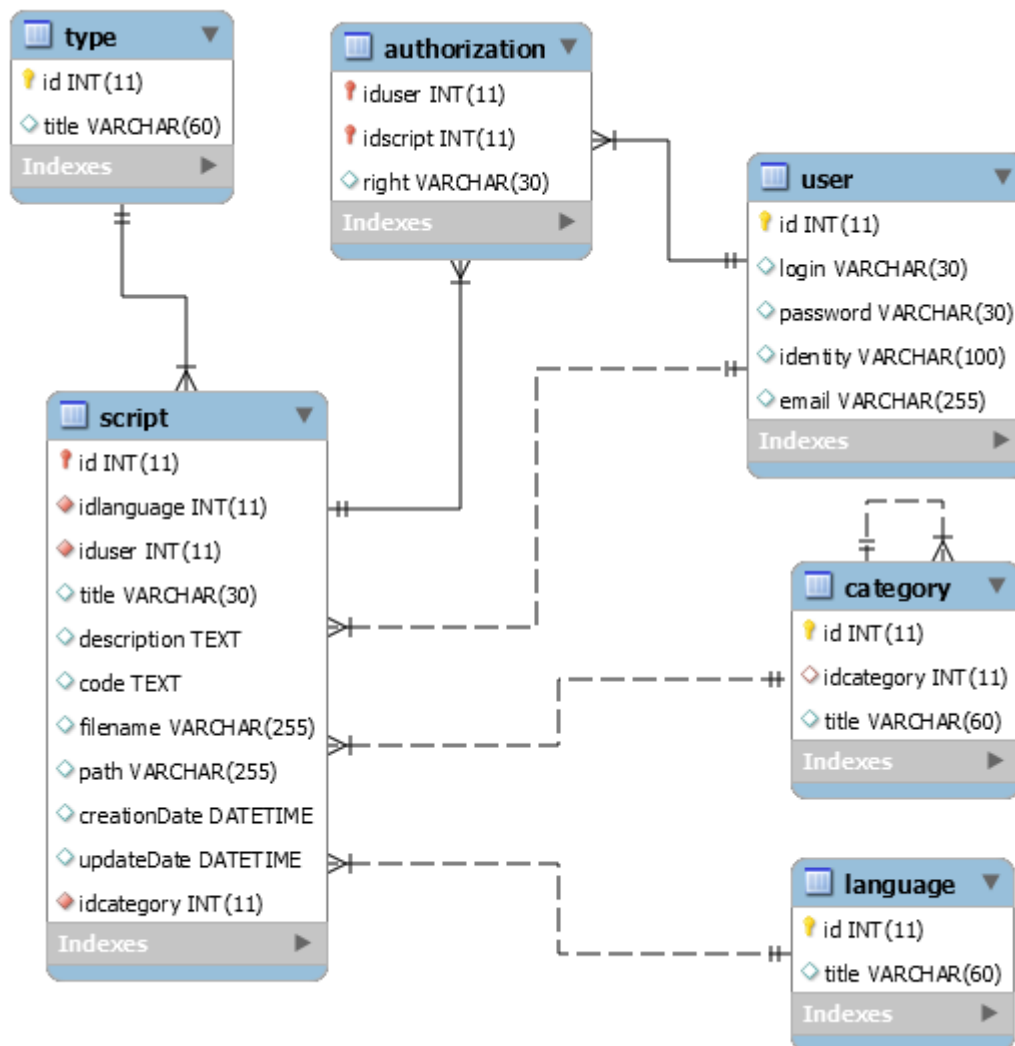 type
id INT(11)
title VARCHAR(60)
Indexes
authorization
iduser INT(11)
idscript INT(11)
right VARCHAR(30)
Indexes
user
id INT(11)
login VARCHAR(30)
password VARCHAR(30)
identity VARCHAR(100)
email VARCHAR(255)
Indexes
script
id INT(11)
idlanguage INT(11)
iduser INT(11)
title VARCHAR(30)
description TEXT
code TEXT
filename VARCHAR(255)
path VARCHAR(255)
creationDate DATETIME
updateDate DATETIME
idcategory INT(11)
Indexes
category
id INT(11)
idcategory INT(11)
title VARCHAR(60)
Indexes
language
id INT(11)
title VARCHAR(60)
Indexes